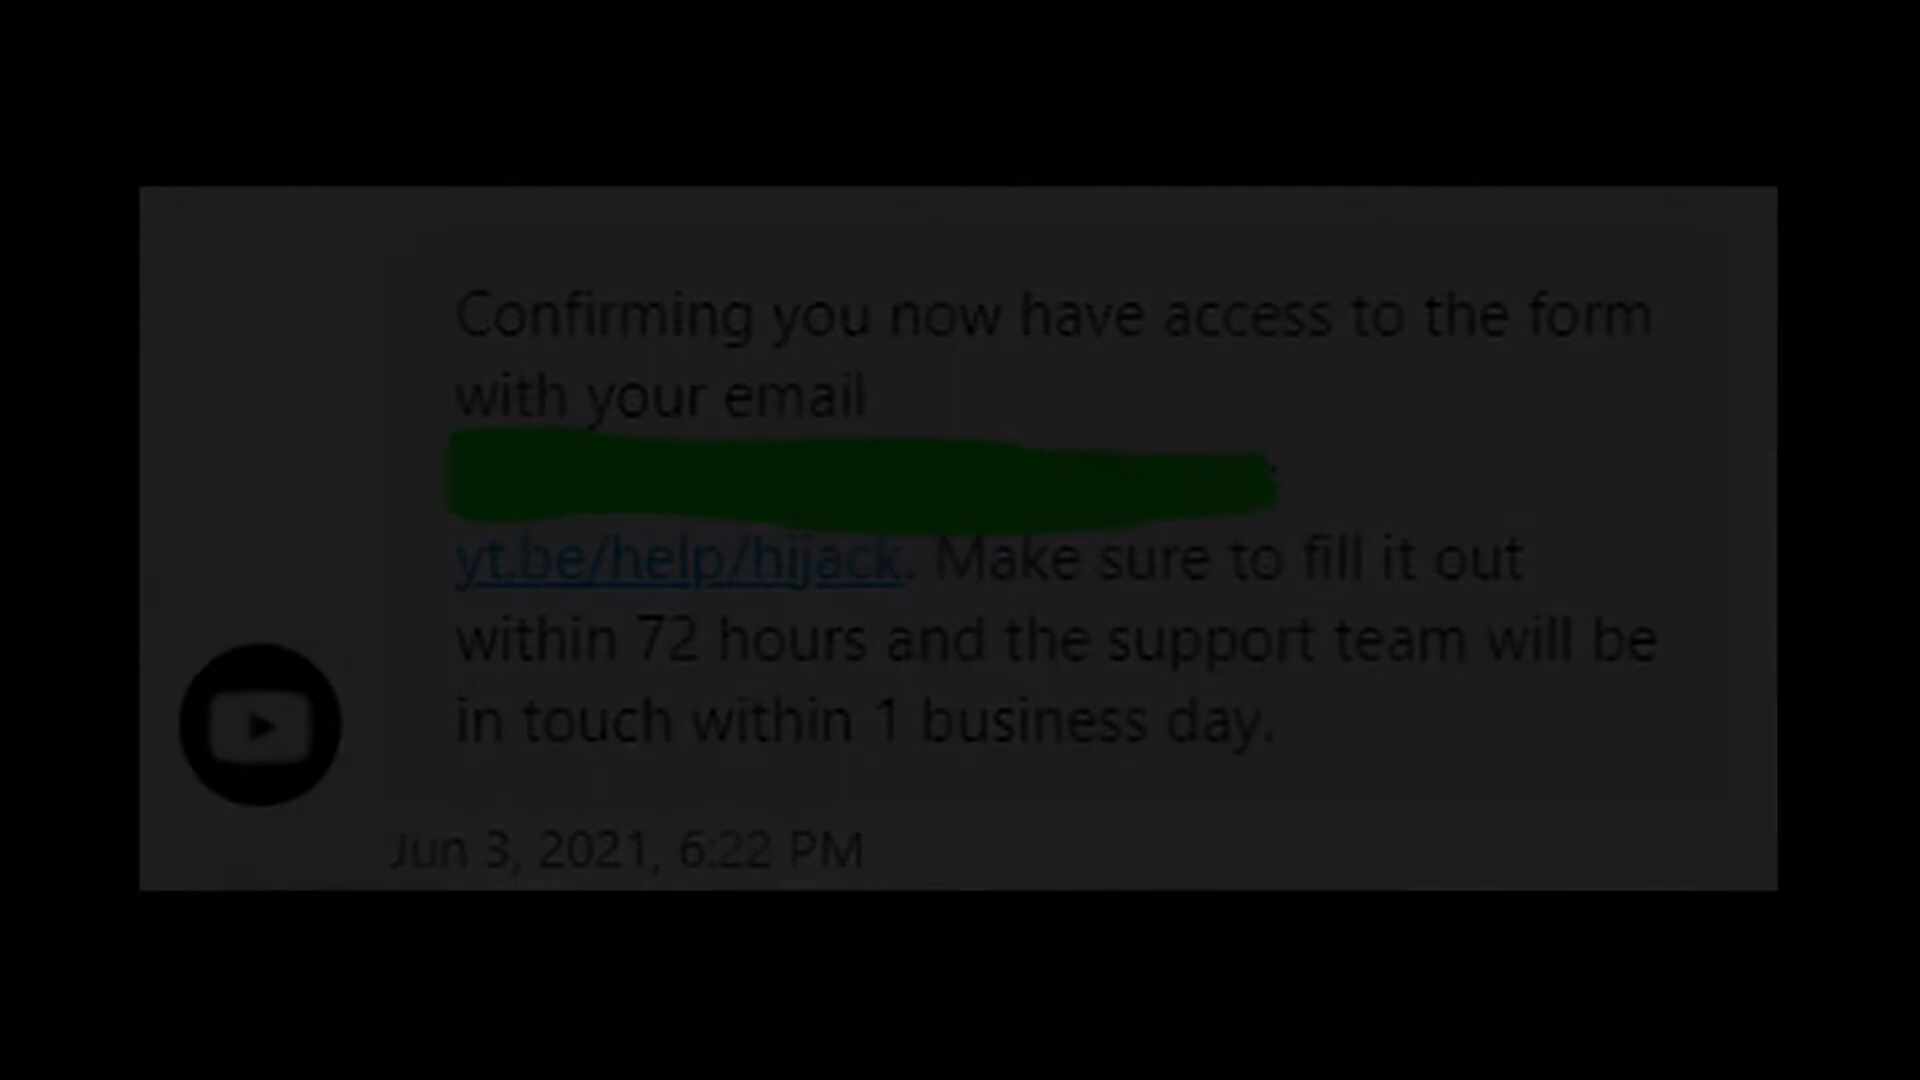 Confirming you now have access to the form
with your email
yt.be/help/hijack. Make sure to fill it out
within 72 hours and the support team will be
in touch within 1 business day.
Jun 3, 2021, 6:22 PM